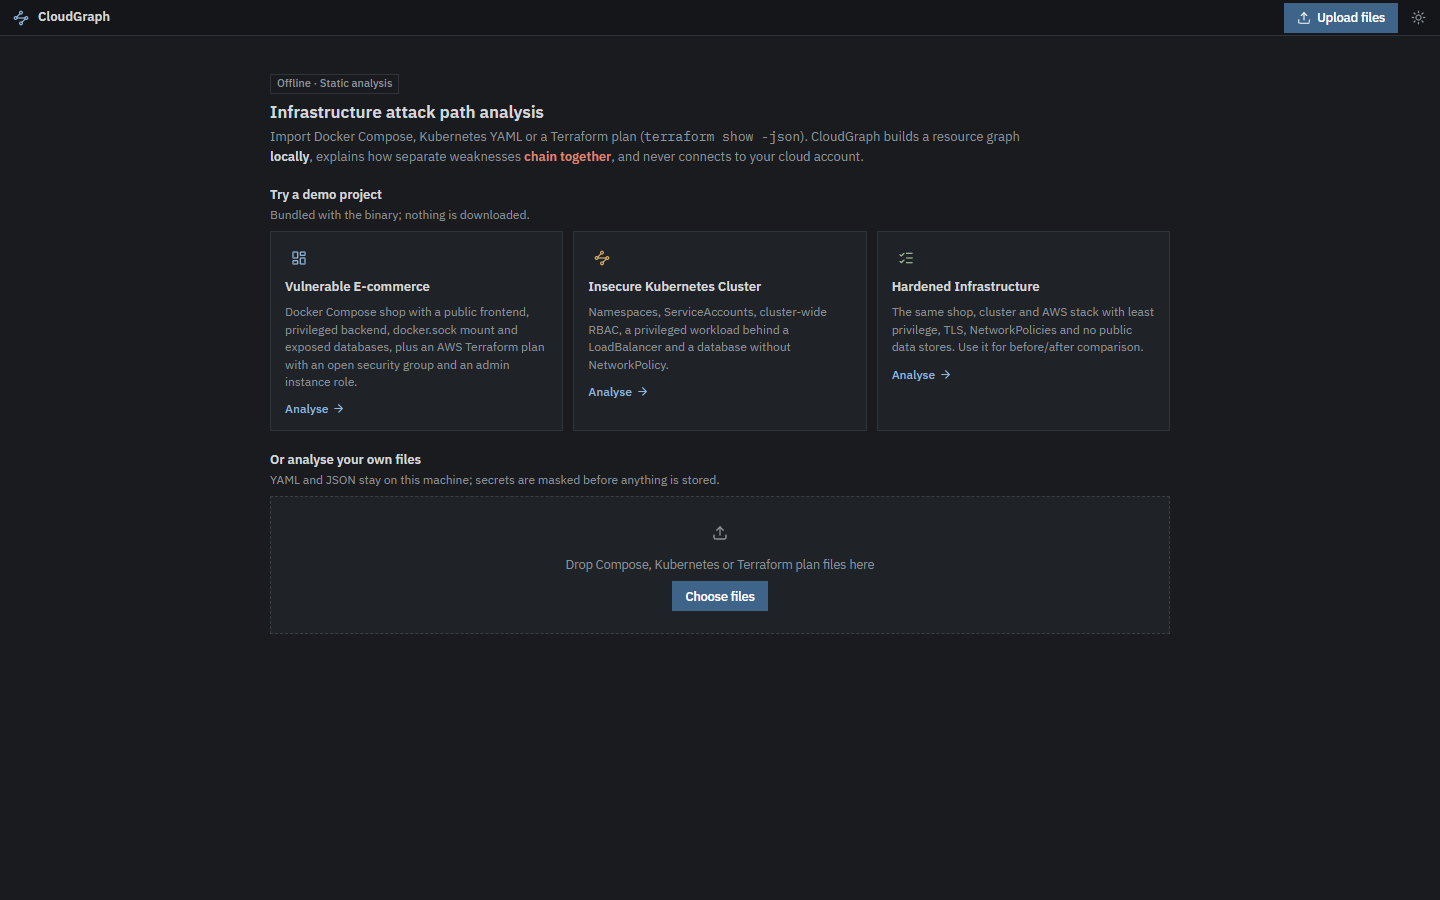 CloudGraph
Upload files
Offline · Static analysis
Infrastructure attack path analysis
Import Docker Compose, Kubernetes YAML or a Terraform plan (terraform show -json). CloudGraph builds a resource graph
locally, explains how separate weaknesses chain together, and never connects to your cloud account.
Try a demo project
Bundled with the binary; nothing is downloaded.
Vulnerable E-commerce
Docker Compose shop with a public frontend,
privileged backend, docker.sock mount and
exposed databases, plus an AWS Terraform plan
with an open security group and an admin
instance role.
Analyse →
Insecure Kubernetes Cluster
Namespaces, ServiceAccounts, cluster-wide
RBAC, a privileged workload behind a
LoadBalancer and a database without
NetworkPolicy.
Analyse →
Hardened Infrastructure
The same shop, cluster and AWS stack with least
privilege, TLS, NetworkPolicies and no public
data stores. Use it for before/after comparison.
Analyse →
Or analyse your own files
YAML and JSON stay on this machine; secrets are masked before anything is stored.
Drop Compose, Kubernetes or Terraform plan files here
Choose files